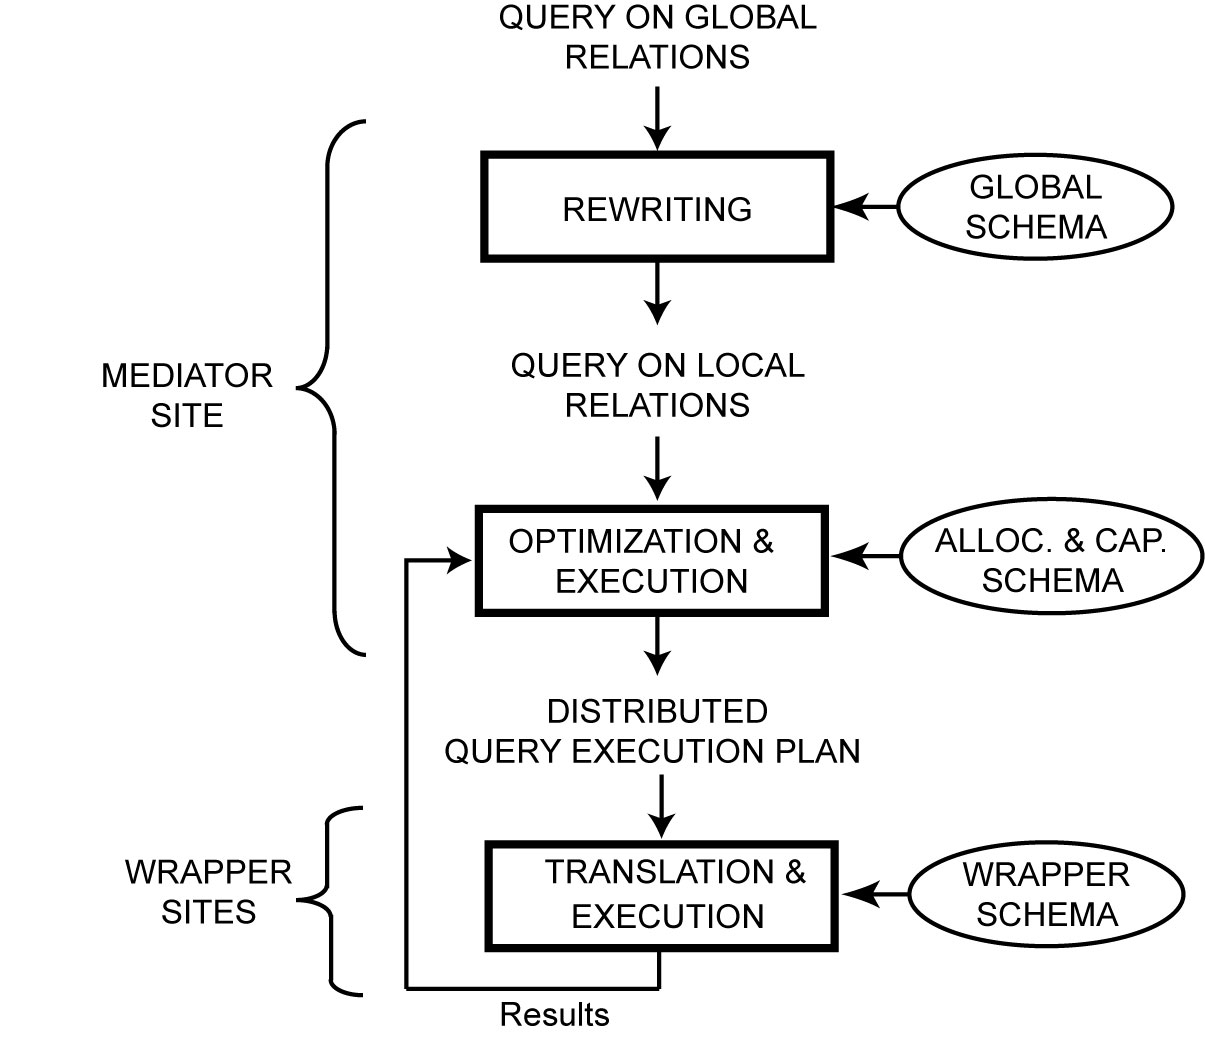 QUERY ON GLOBAL
RELATIONS
REWRITING
GLOBAL
SCHEMA
MEDIATOR
SITE
QUERY ON LOCAL
RELATIONS
OPTIMIZATION &
EXECUTION
ALLOC. & CAP.
SCHEMA
DISTRIBUTED
QUERY EXECUTION PLAN
WRAPPER
SITES
TRANSLATION &
EXECUTION
WRAPPER
SCHEMA
Results